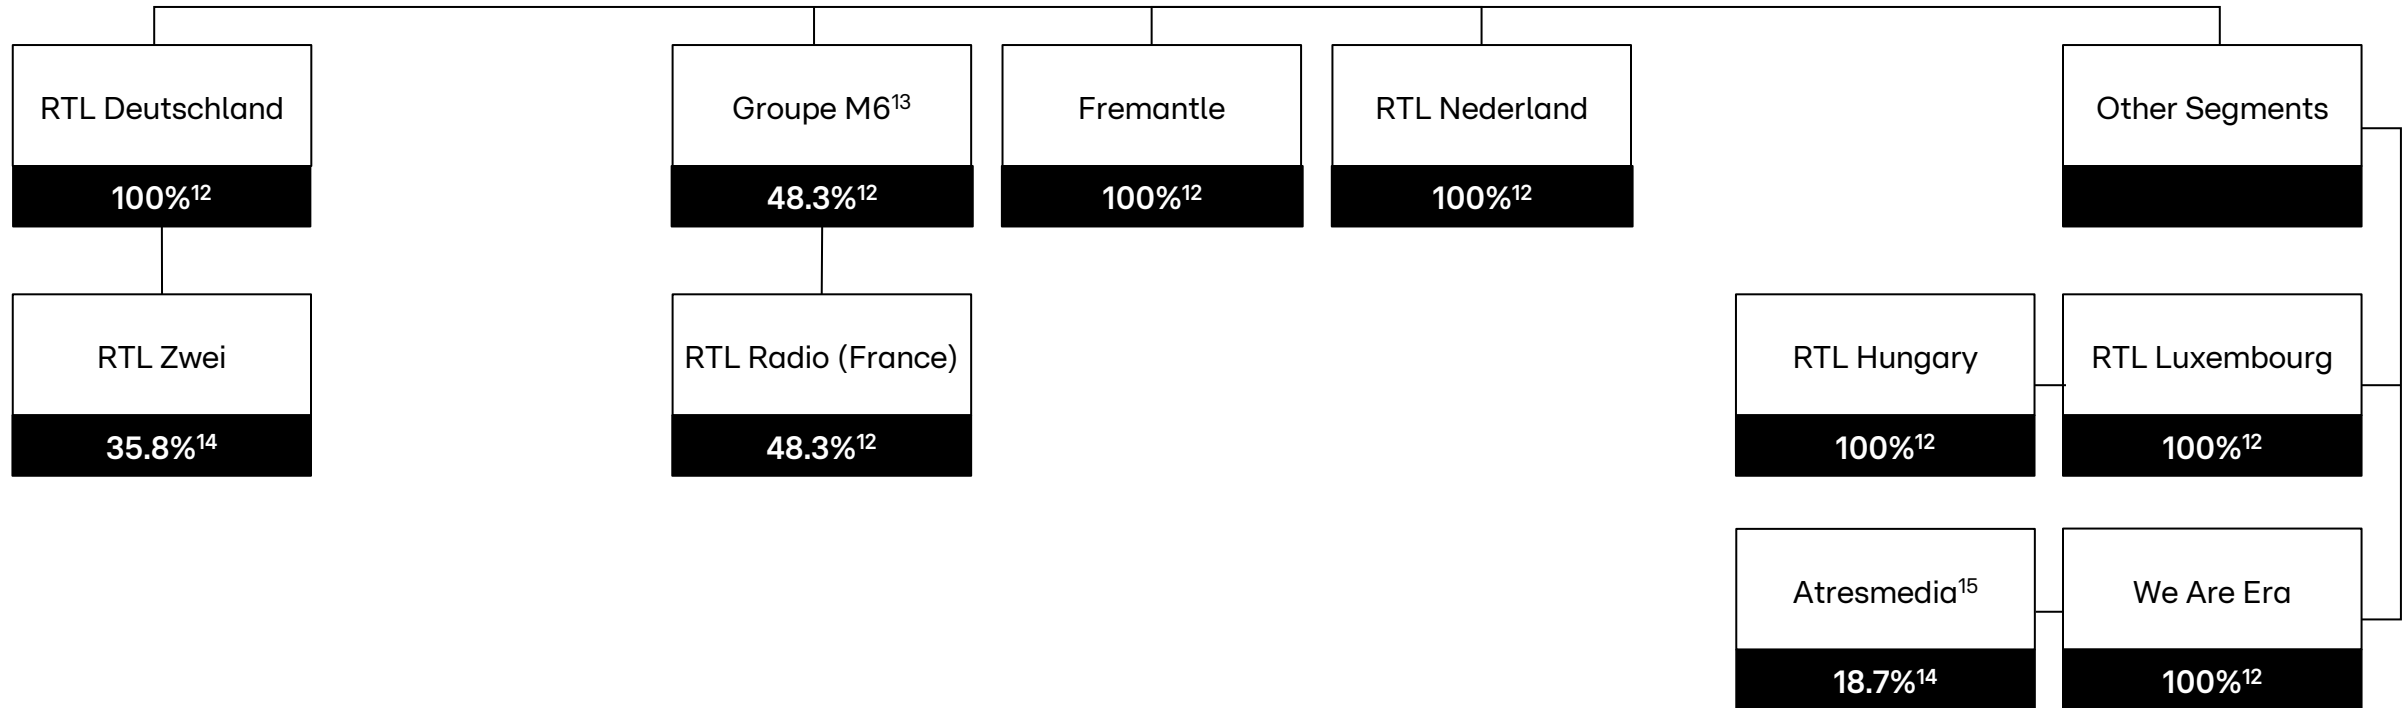 RTL Deutschland
100%¹²
Groupe M6¹³
48.3%¹²
Fremantle
100%¹²
RTL Nederland
100%¹²
Other Segments
RTL Zwei
35.8%¹⁴
RTL Radio (France)
48.3%¹²
RTL Hungary
100%¹²
RTL Luxembourg
100%¹²
Atresmedia¹⁵
18.7%¹⁴
We Are Era
100%¹²